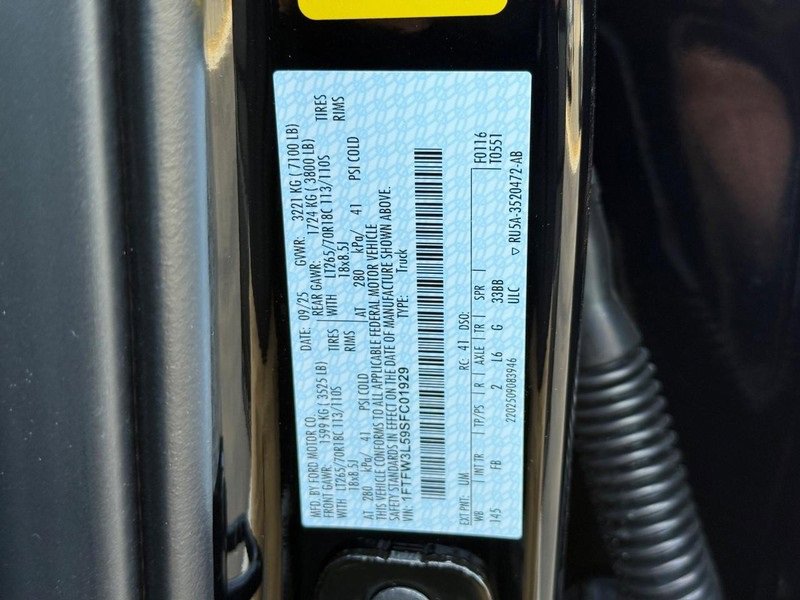 MFD. BY FORD MOTOR CO. DATE: 09/25 GVWR: 3221 KG ( 7100 LB)
FRONT GAWR: 1599 KG ( 3525 LB) REAR GAWR: 1724 KG ( 3800 LB)
WITH LT265/70R18C 113/110S TIRES WITH LT265/70R18C 113/110S TIRES
18x8.5J RIMS 18x8.5J RIMS
AT 280 kPa/ 41 PSI COLD AT 280 kPa/ 41 PSI COLD
THIS VEHICLE CONFORMS TO ALL APPLICABLE FEDERAL MOTOR VEHICLE
SAFETY STANDARDS IN EFFECT ON THE DATE OF MANUFACTURE SHOWN ABOVE.
VIN: 1FTFW3L59SFC01929 TYPE: Truck
EXT PNT: UM RC: 41 DSO: F0116
WB INT TR TP/PS R AXLE TR SPR T0551
145 FB 2 L6 G 33BB
ULC
2202509083946 ▽ RU5A-3520472-AB